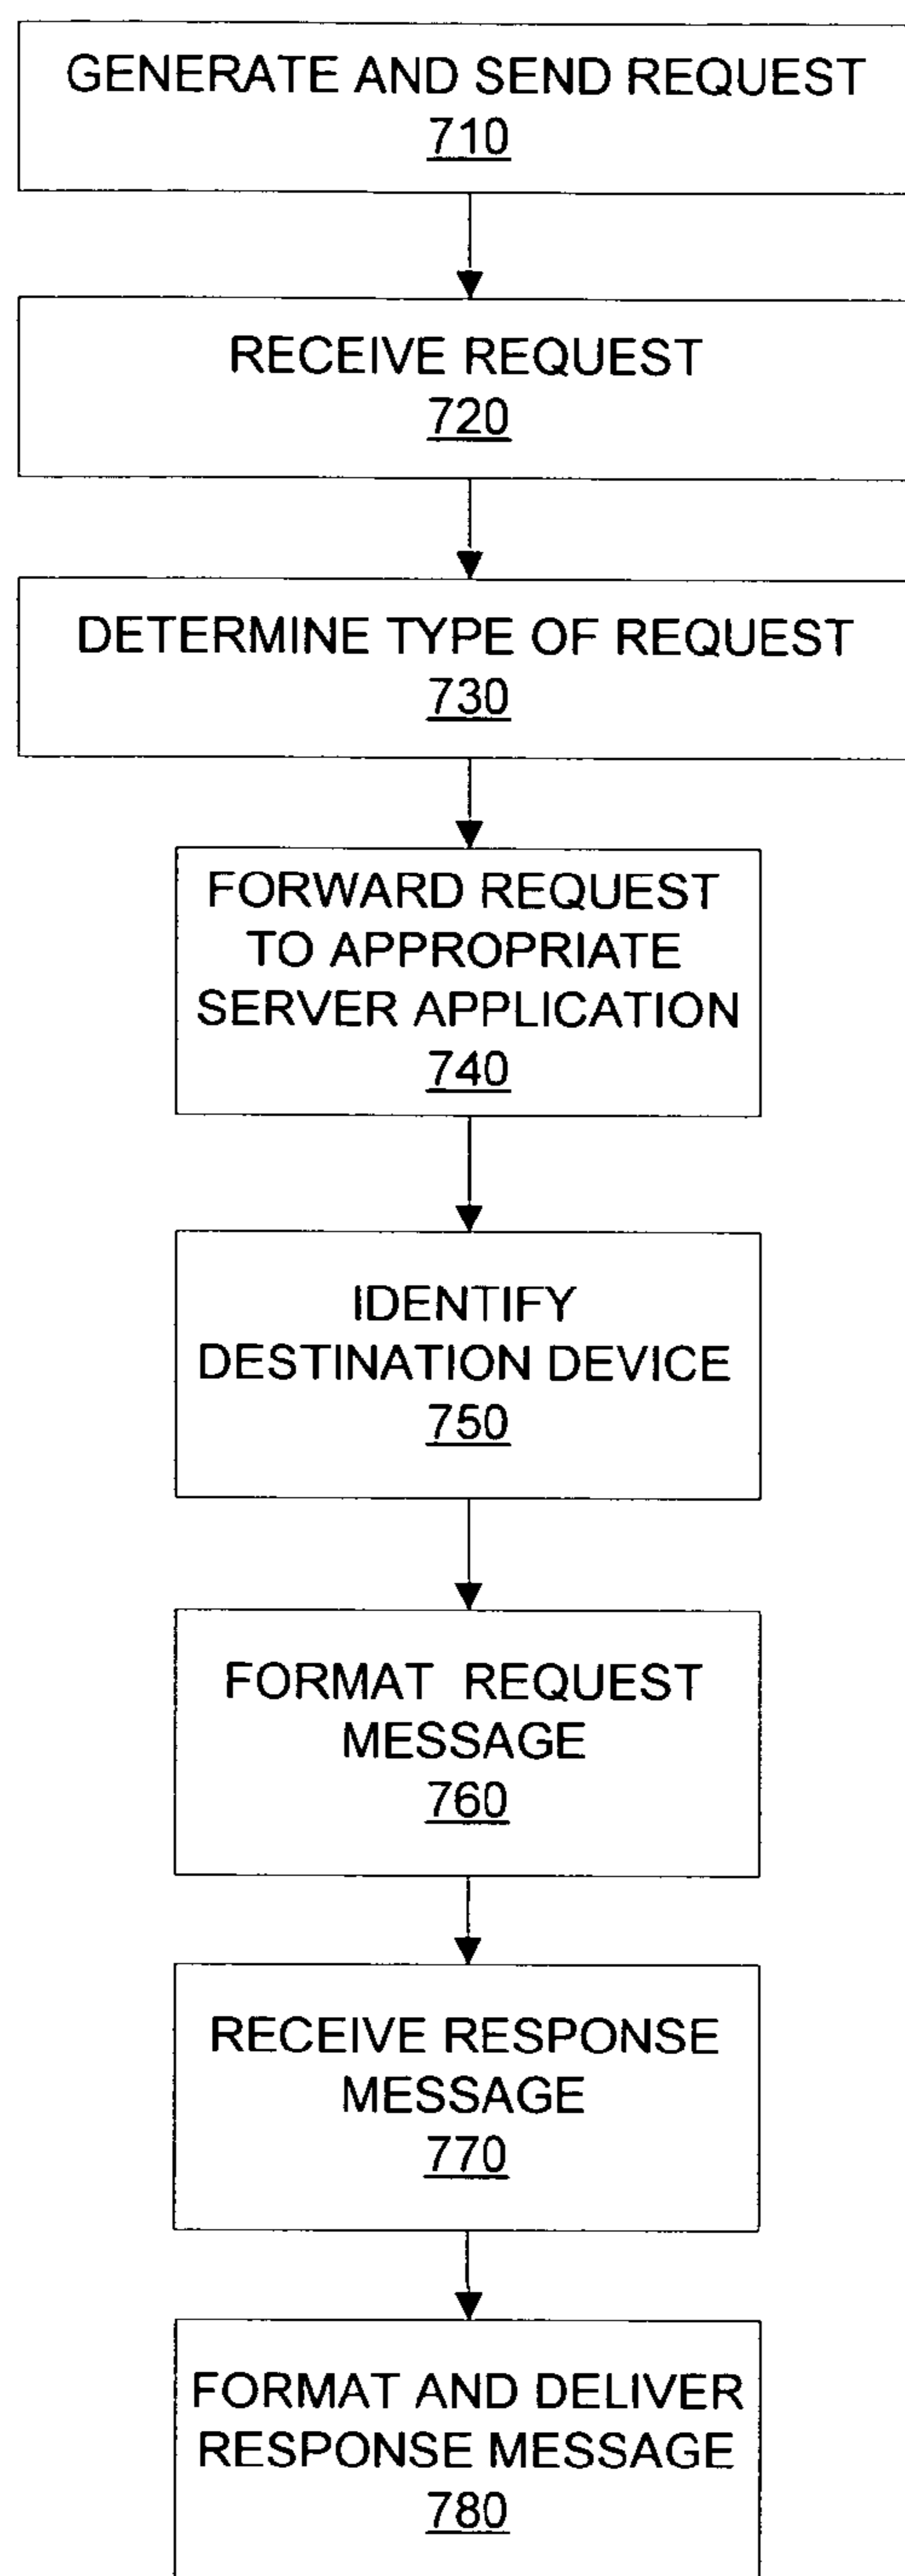 GENERATE AND SEND REQUEST
710
RECEIVE REQUEST
720
DETERMINE TYPE OF REQUEST
730
FORWARD REQUEST
TO APPROPRIATE
SERVER APPLICATION
740
IDENTIFY
DESTINATION DEVICE
750
FORMAT REQUEST
MESSAGE
760
RECEIVE RESPONSE
MESSAGE
770
FORMAT AND DELIVER
RESPONSE MESSAGE
780